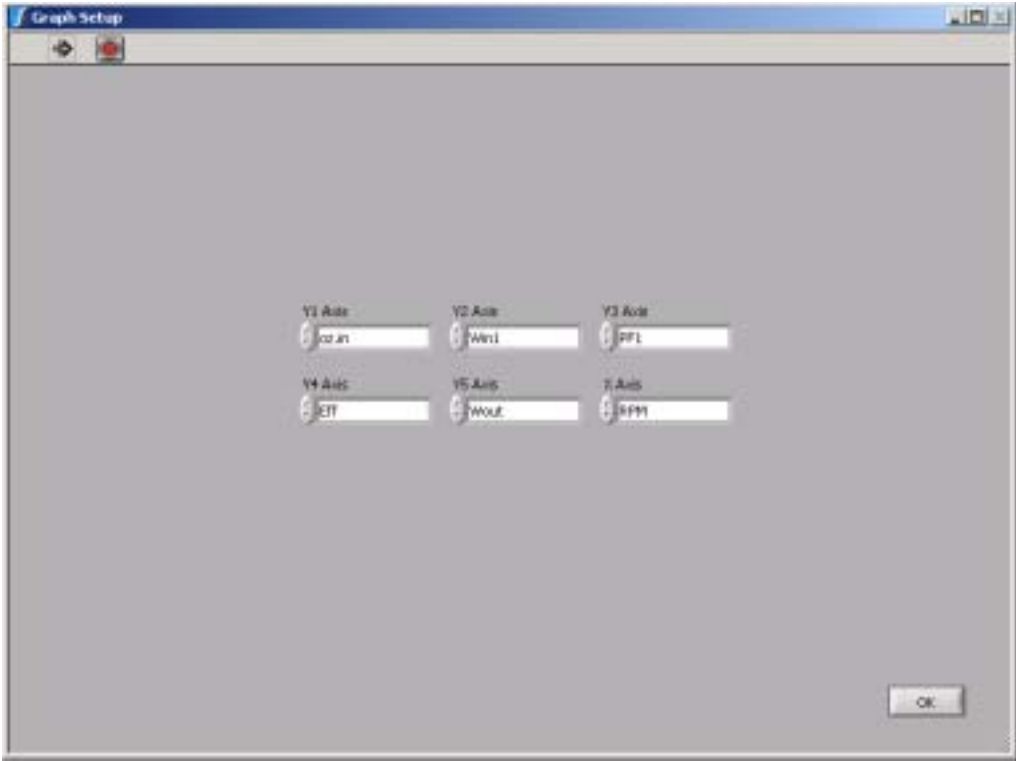 Graph Setup
Y1 Axis
Y2 Axis
Y3 Axis
oz.in
Win1
PF1
Y4 Axis
Y5 Axis
X Axis
Eff
Wout
RPM
OK